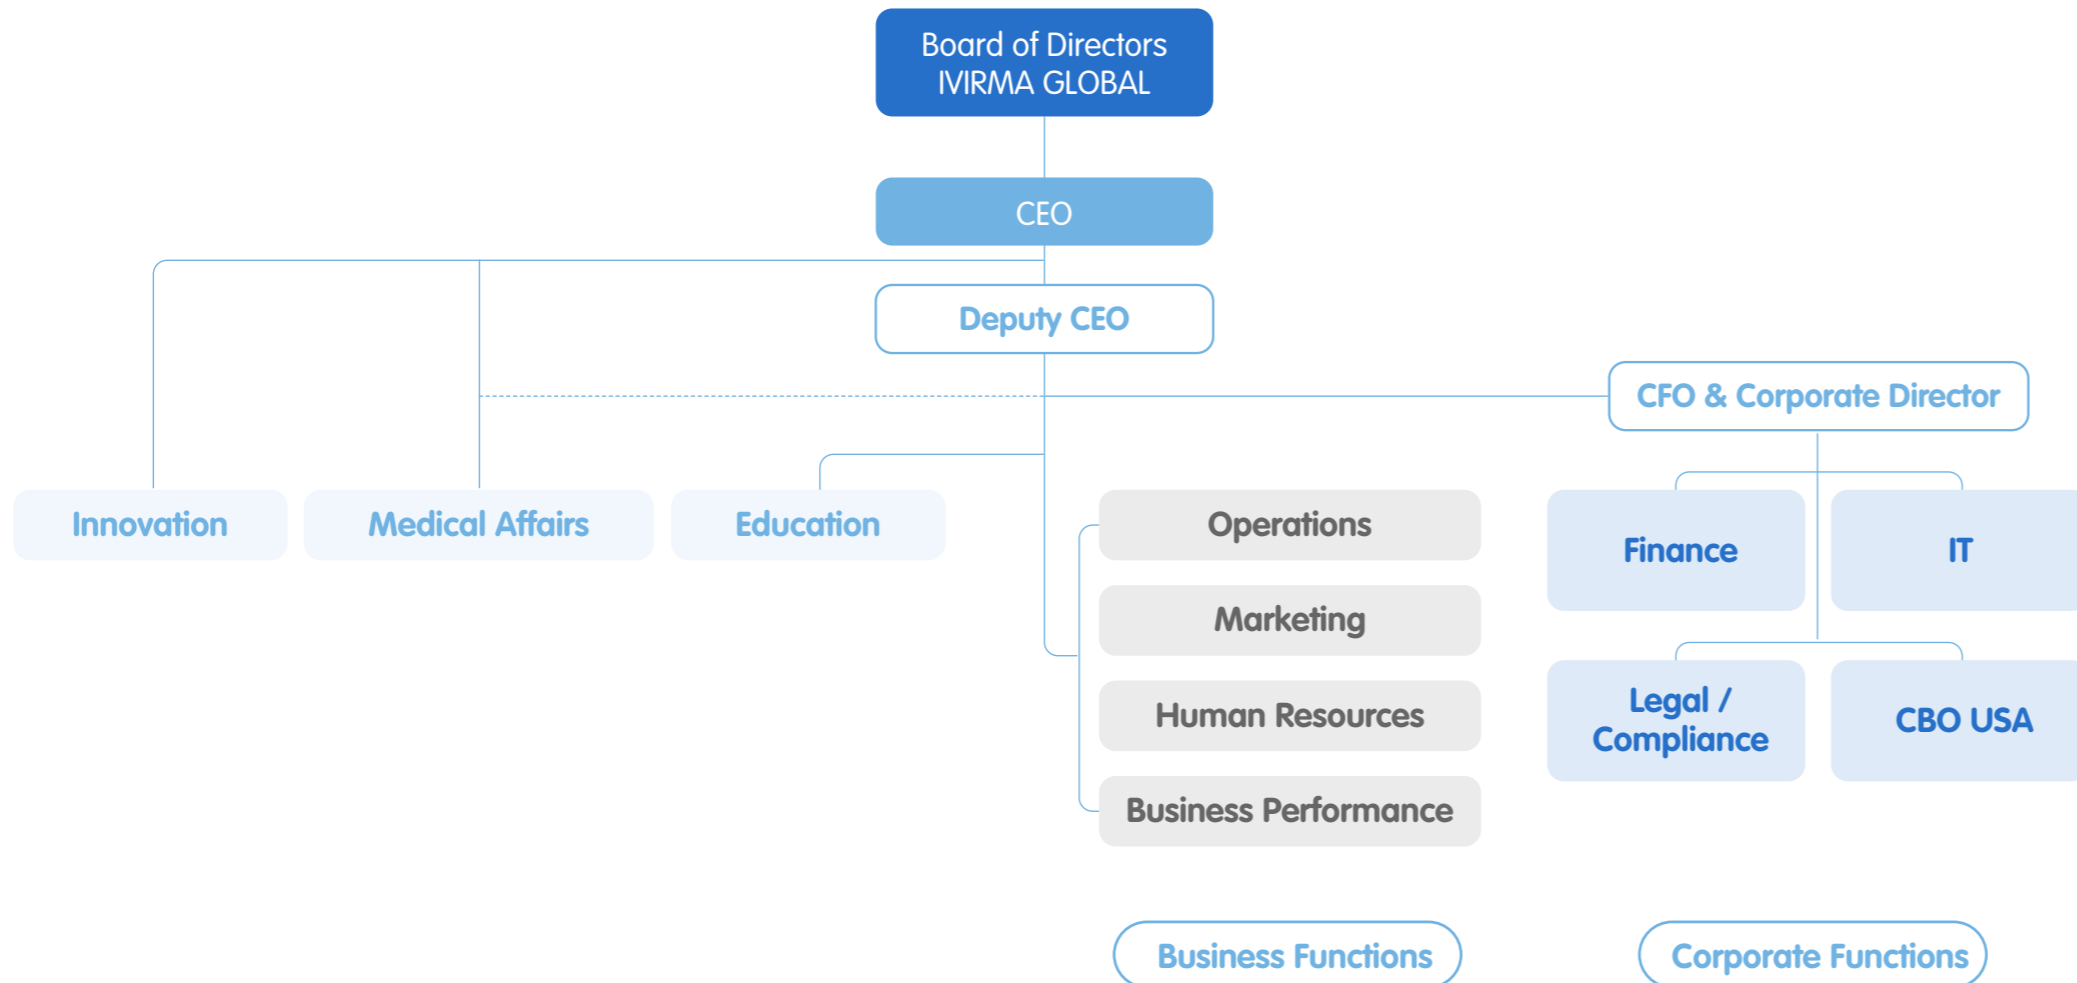 Board of Directors
IVIRMA GLOBAL
CEO
Deputy CEO
CFO & Corporate Director
Innovation
Medical Affairs
Education
Operations
Marketing
Human Resources
Business Performance
Finance
IT
Legal /
Compliance
CBO USA
Business Functions
Corporate Functions